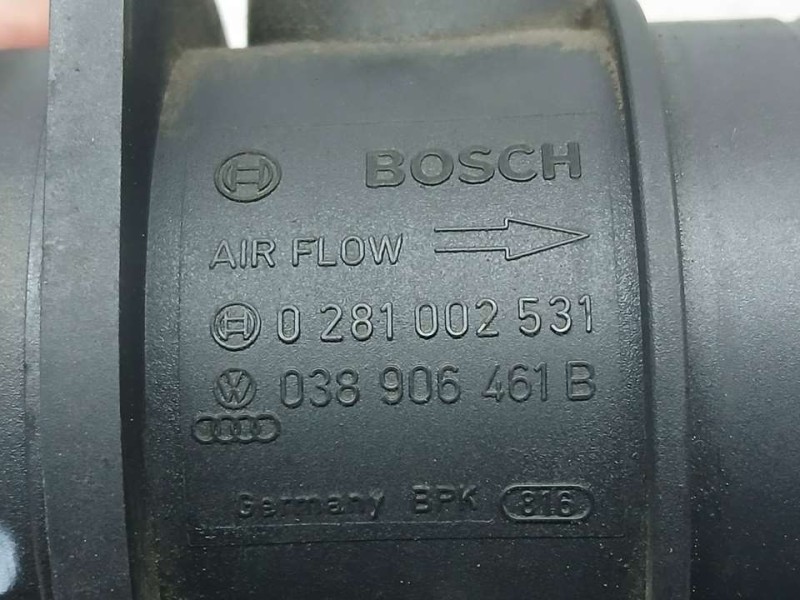 BOSCH
AIR FLOW
0 281 002 531
038 906 461 B
Germany BPK 816